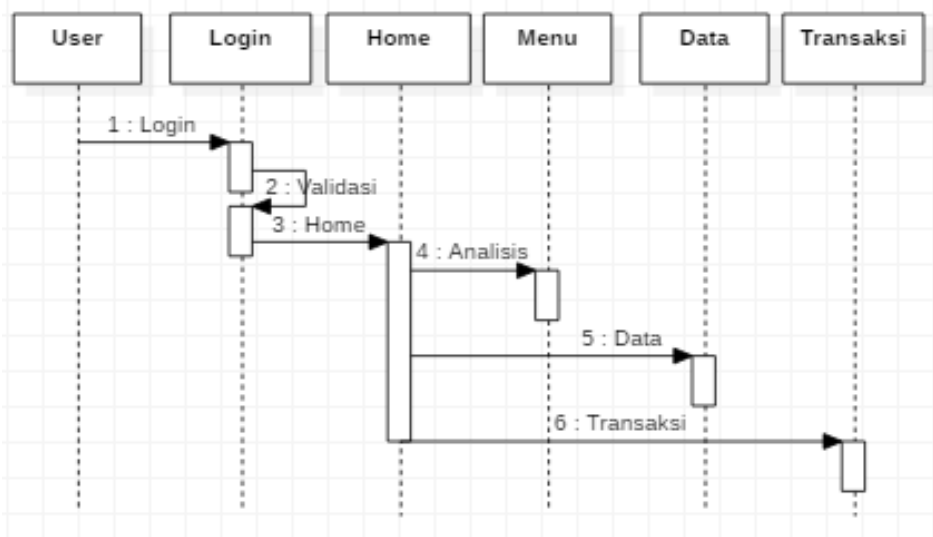 User
Login
Home
Menu
Data
Transaksi
1 : Login
2 : Validasi
3 : Home
4 : Analisis
5 : Data
6 : Transaksi